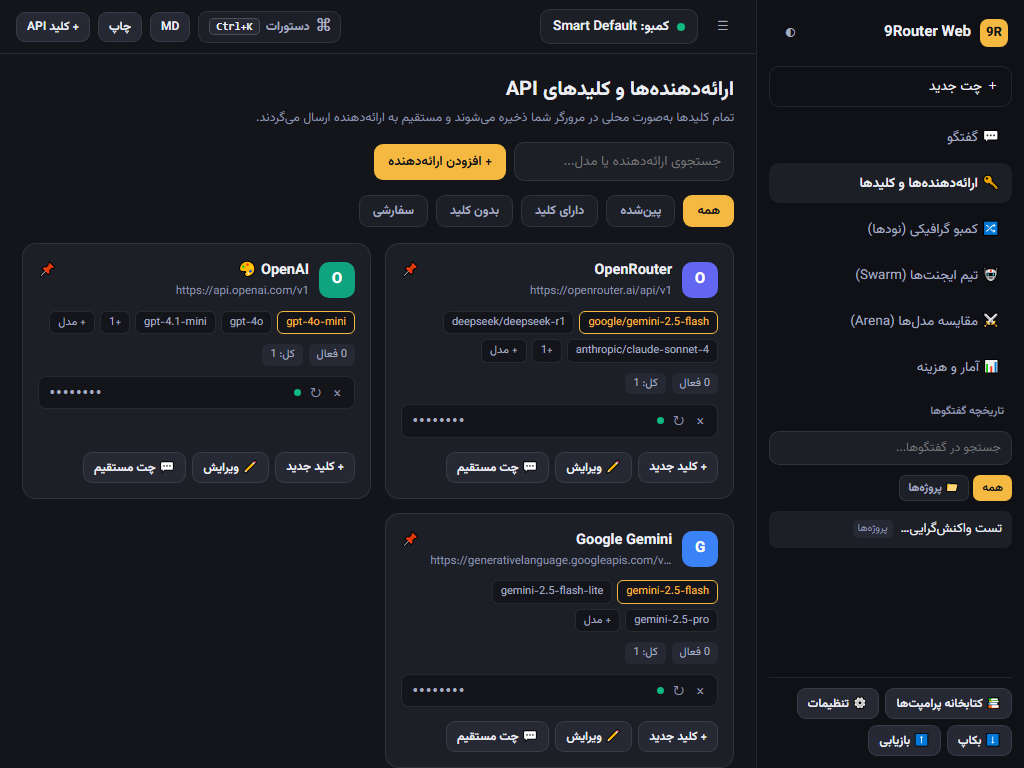 9R 9Router Web
+ چت جدید
💬 گفتگو
🔑 ارائه‌دهنده‌ها و کلیدها
🔀 کمبو گرافیکی (نودها)
تیم ایجنت‌ها (Swarm)
⚔ مقایسه مدل‌ها (Arena)
📊 آمار و هزینه
تاریخچه گفتگوها
جستجو در گفتگوها...
همه
📁 پروژه‌ها
تست واکنش‌گرایی... پروژه‌ها
📚 کتابخانه پرامپت‌ها
⚙ تنظیمات
⬇ بکاپ
⬆ بازیابی
☰
کمبو: Smart Default
⌘ دستورات Ctrl+K
MD
چاپ
+ کلید API
ارائه‌دهنده‌ها و کلیدهای API
تمام کلیدها به‌صورت محلی در مرورگر شما ذخیره می‌شوند و مستقیم به ارائه‌دهنده ارسال می‌گردند.
جستجوی ارائه‌دهنده یا مدل...
+ افزودن ارائه‌دهنده
همه
پین‌شده
دارای کلید
بدون کلید
سفارشی
O OpenRouter
https://openrouter.ai/api/v1
google/gemini-2.5-flash deepseek/deepseek-r1
anthropic/claude-sonnet-4 +1 + مدل
0 فعال کل: 1
•••••••• ↻ ×
+ کلید جدید ✏ ویرایش 💬 چت مستقیم
O OpenAI 🎨
https://api.openai.com/v1
gpt-4o-mini gpt-4o gpt-4.1-mini +1 + مدل
0 فعال کل: 1
•••••••• ↻ ×
+ کلید جدید ✏ ویرایش 💬 چت مستقیم
G Google Gemini
https://generativelanguage.googleapis.com/v...
gemini-2.5-flash gemini-2.5-flash-lite
gemini-2.5-pro + مدل
0 فعال کل: 1
•••••••• ↻ ×
+ کلید جدید ✏ ویرایش 💬 چت مستقیم